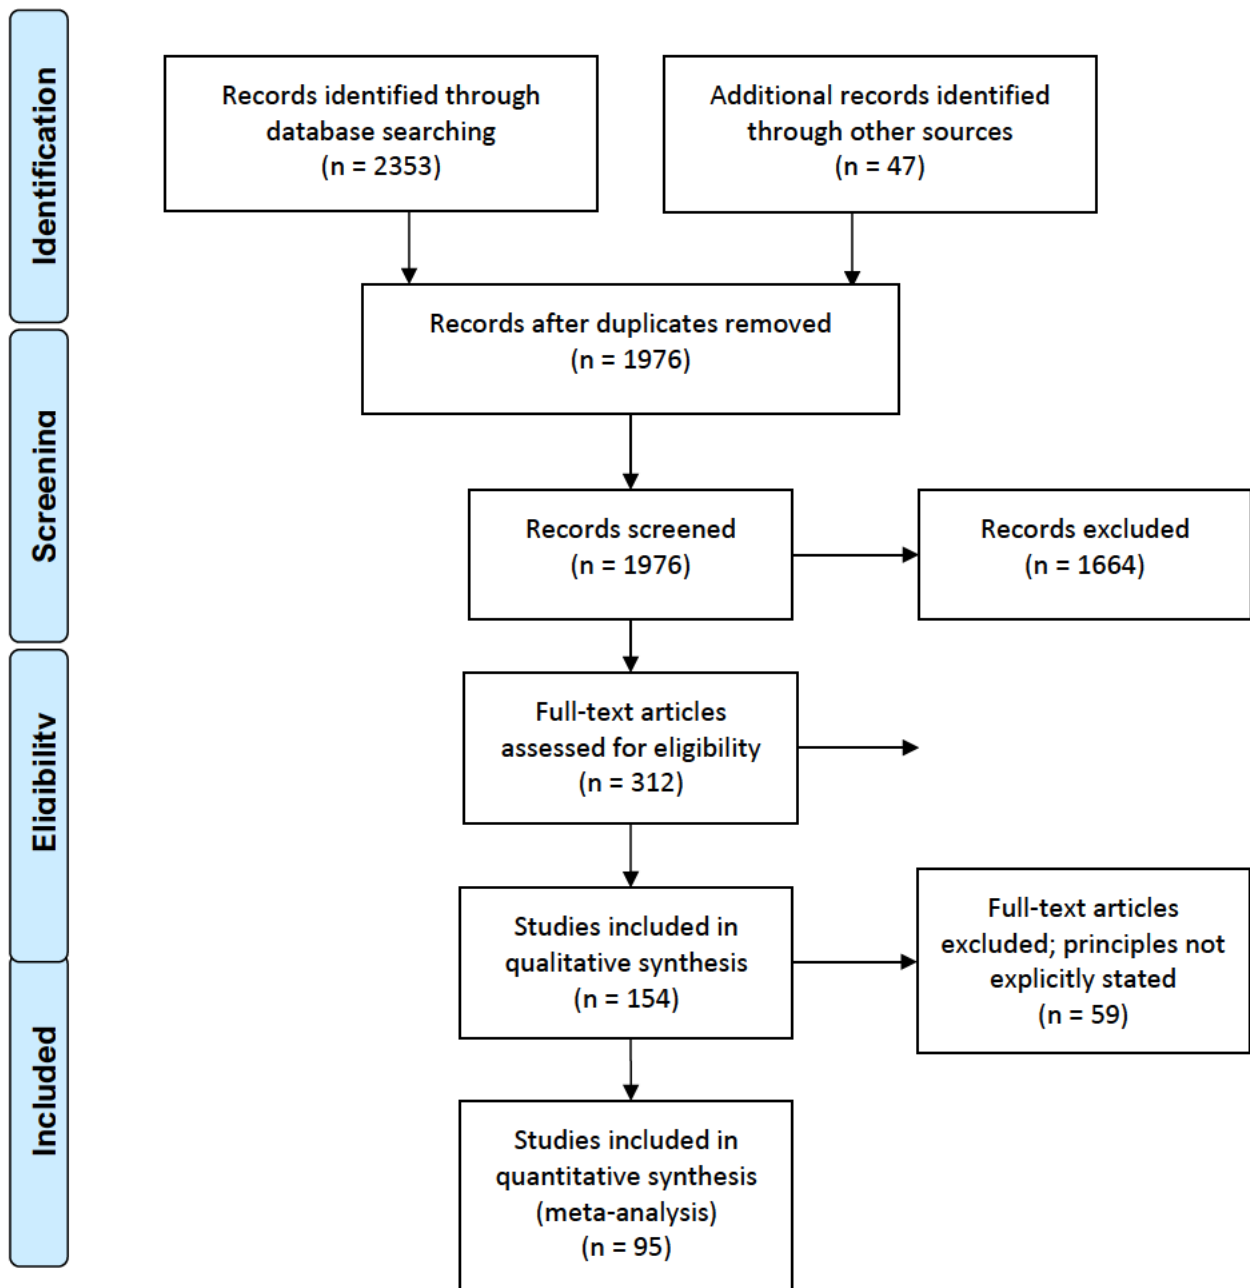 Identification
Records identified through
database searching
(n = 2353)
Additional records identified
through other sources
(n = 47)
Records after duplicates removed
(n = 1976)
Screening
Records screened
(n = 1976)
Records excluded
(n = 1664)
Eligibility
Full-text articles
assessed for eligibility
(n = 312)
Studies included in
qualitative synthesis
(n = 154)
Full-text articles
excluded; principles not
explicitly stated
(n = 59)
Included
Studies included in
quantitative synthesis
(meta-analysis)
(n = 95)